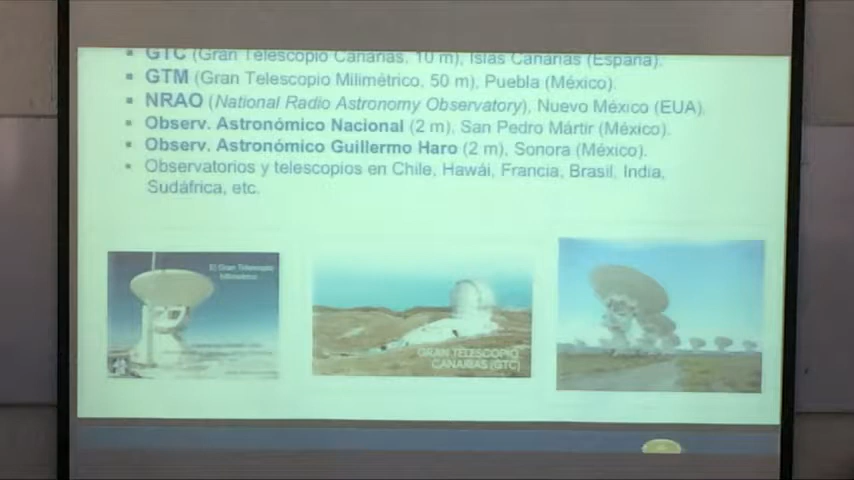 ▪ GTC (Gran Telescopio Canarias, 10 m), Islas Canarias (España).
▪ GTM (Gran Telescopio Milimétrico, 50 m), Puebla (México).
▪ NRAO (National Radio Astronomy Observatory), Nuevo México (EUA).
▪ Observ. Astronómico Nacional (2 m), San Pedro Mártir (México).
▪ Observ. Astronómico Guillermo Haro (2 m), Sonora (México).
▪ Observatorios y telescopios en Chile, Hawái, Francia, Brasil, India,
Sudáfrica, etc.
El Gran Telescopio
Milimétrico
GRAN TELESCOPIO
CANARIAS (GTC)